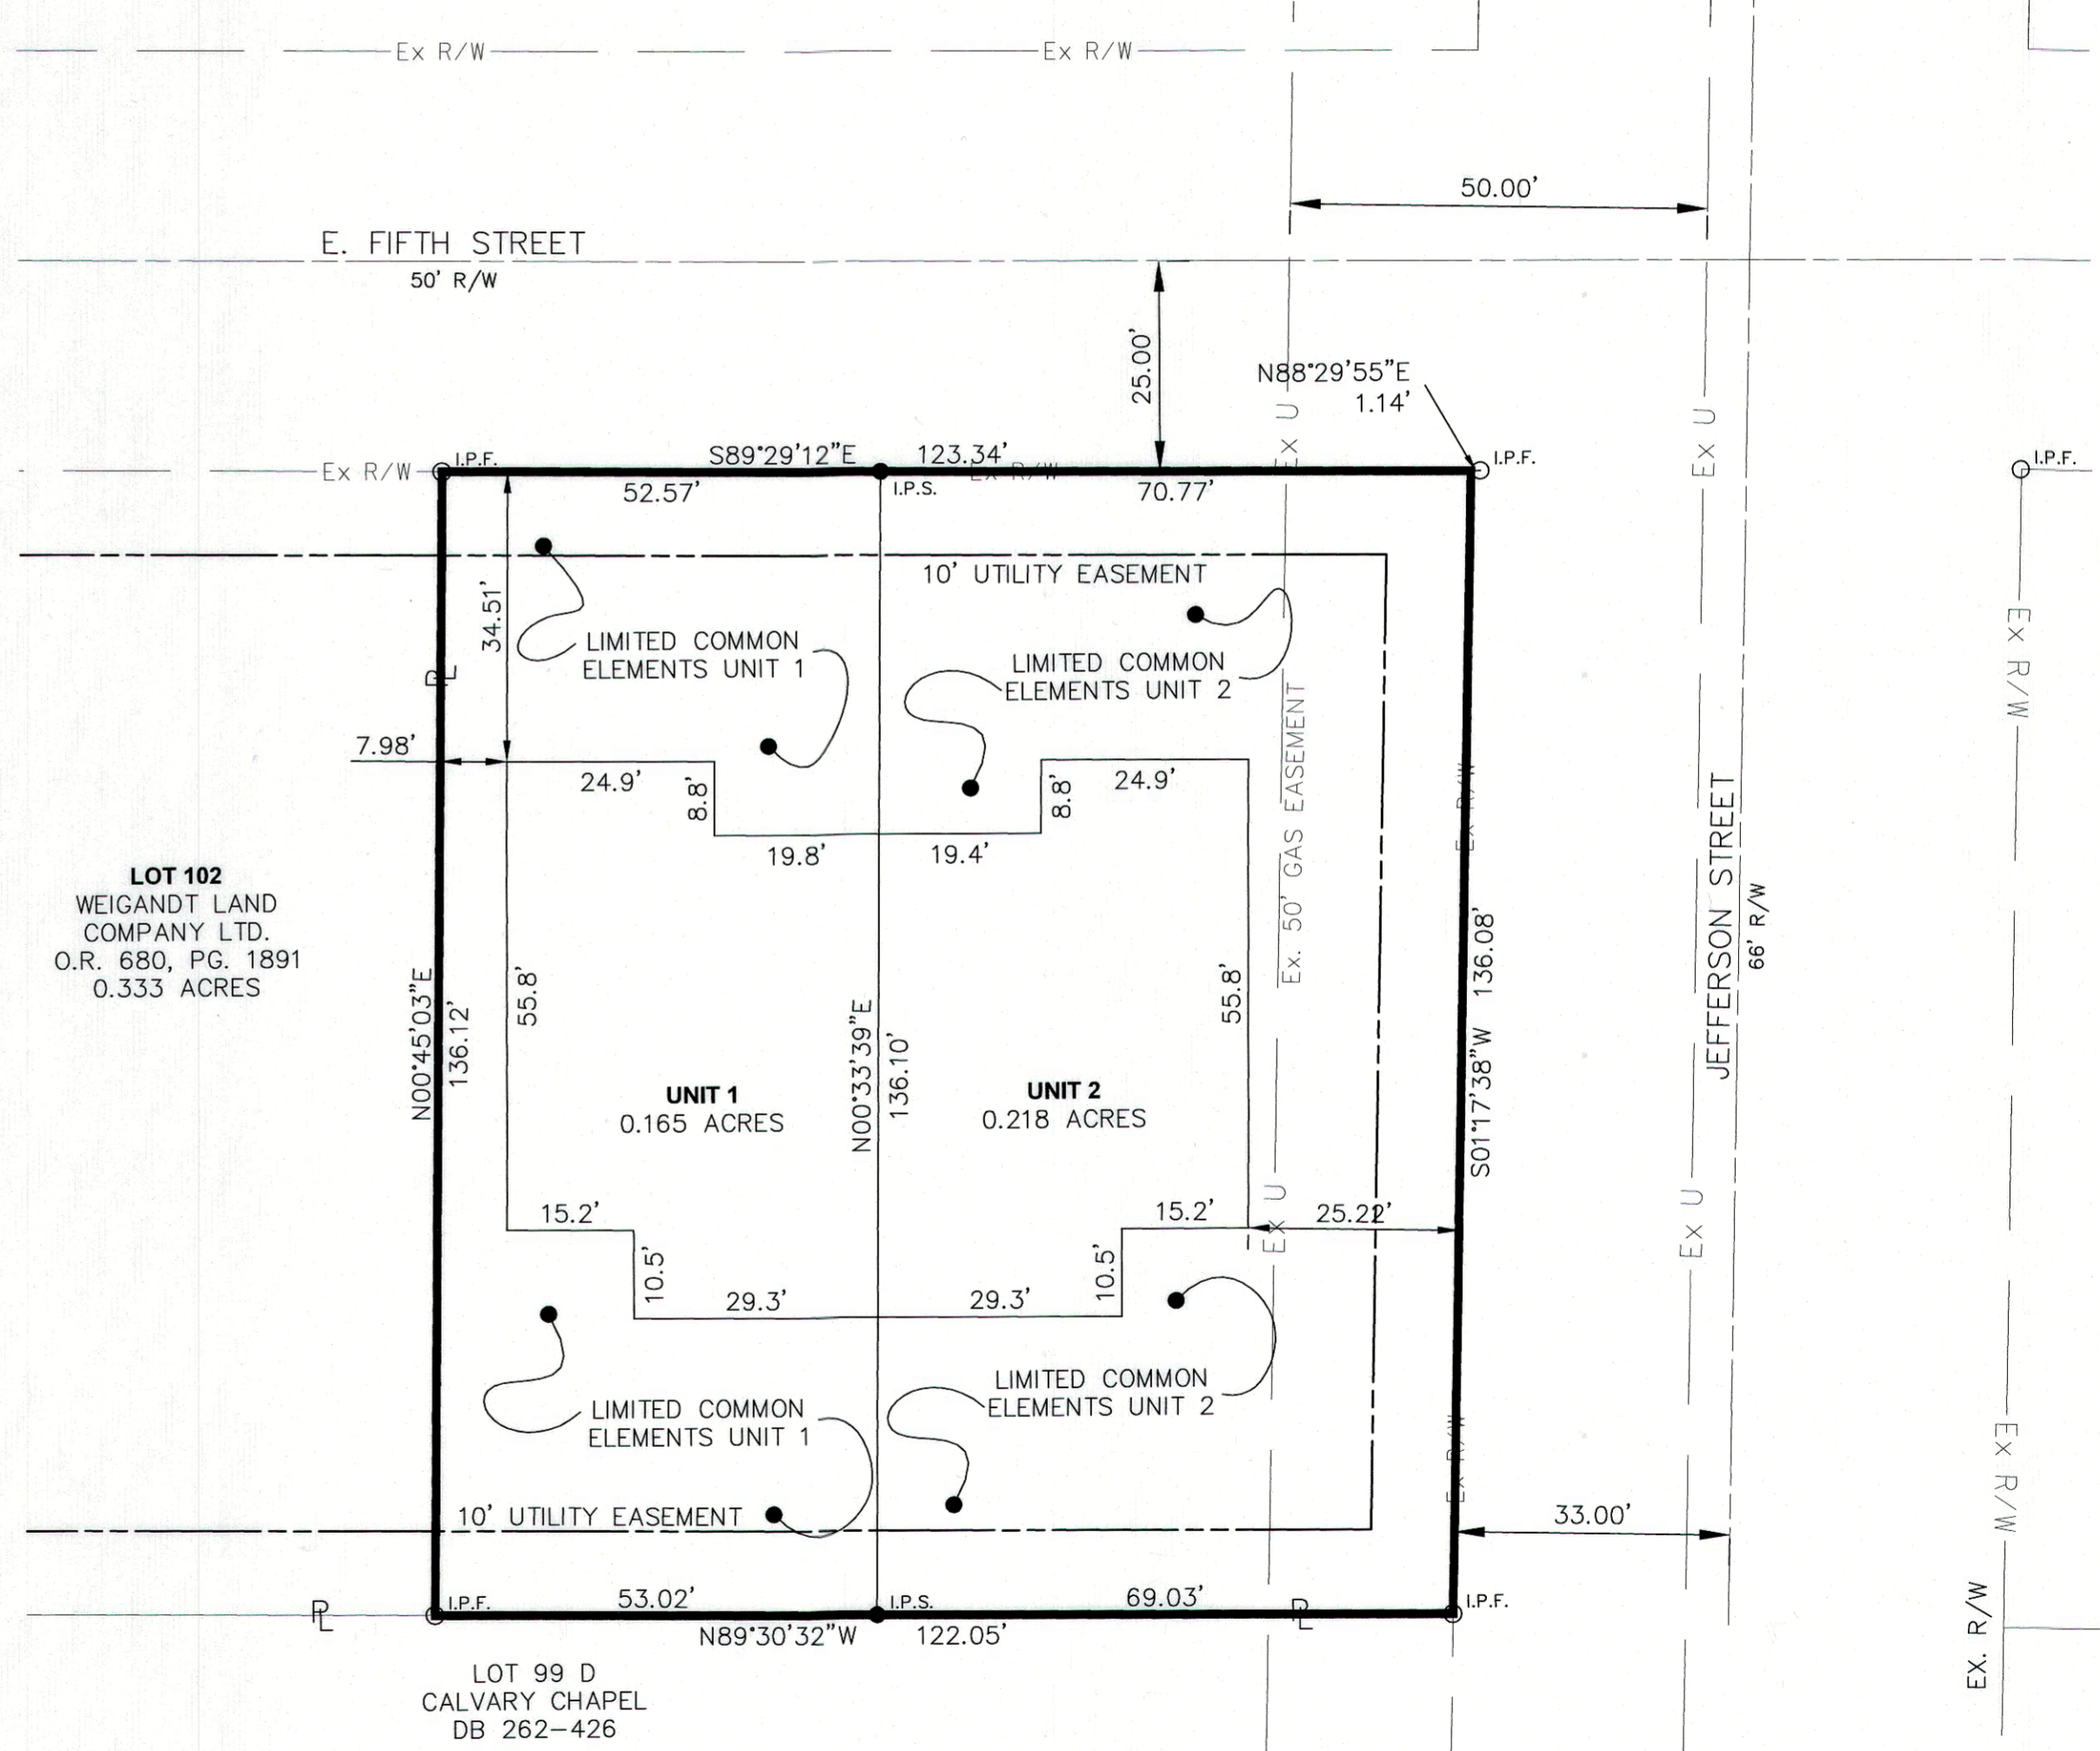 Ex R/W
Ex R/W
50.00'
E. FIFTH STREET
50' R/W
25.00'
N88°29'55"E
1.14'
Ex U
Ex U
Ex R/W
I.P.F.
S89°29'12"E
123.34'
Ex R/W
I.P.F.
I.P.F.
52.57'
I.P.S.
70.77'
34.51'
10' UTILITY EASEMENT
LIMITED COMMON
ELEMENTS UNIT 1
LIMITED COMMON
ELEMENTS UNIT 2
PL
Ex R/W
7.98'
24.9'
8.8'
8.8'
24.9'
Ex. 50' GAS EASEMENT
Ex R/W
19.8'
19.4'
LOT 102
WEIGANDT LAND
COMPANY LTD.
O.R. 680, PG. 1891
0.333 ACRES
JEFFERSON STREET
66' R/W
N00°45'03"E
136.12'
55.8'
N00°33'39"E
136.10'
55.8'
S01°17'38"W 136.08'
UNIT 1
0.165 ACRES
UNIT 2
0.218 ACRES
15.2'
15.2'
25.22'
Ex U
Ex U
10.5'
10.5'
29.3'
29.3'
LIMITED COMMON
ELEMENTS UNIT 1
LIMITED COMMON
ELEMENTS UNIT 2
Ex R/W
Ex R/W
10' UTILITY EASEMENT
33.00'
PL
I.P.F.
53.02'
I.P.S.
69.03'
PL
I.P.F.
N89°30'32"W
122.05'
EX. R/W
LOT 99 D
CALVARY CHAPEL
DB 262-426